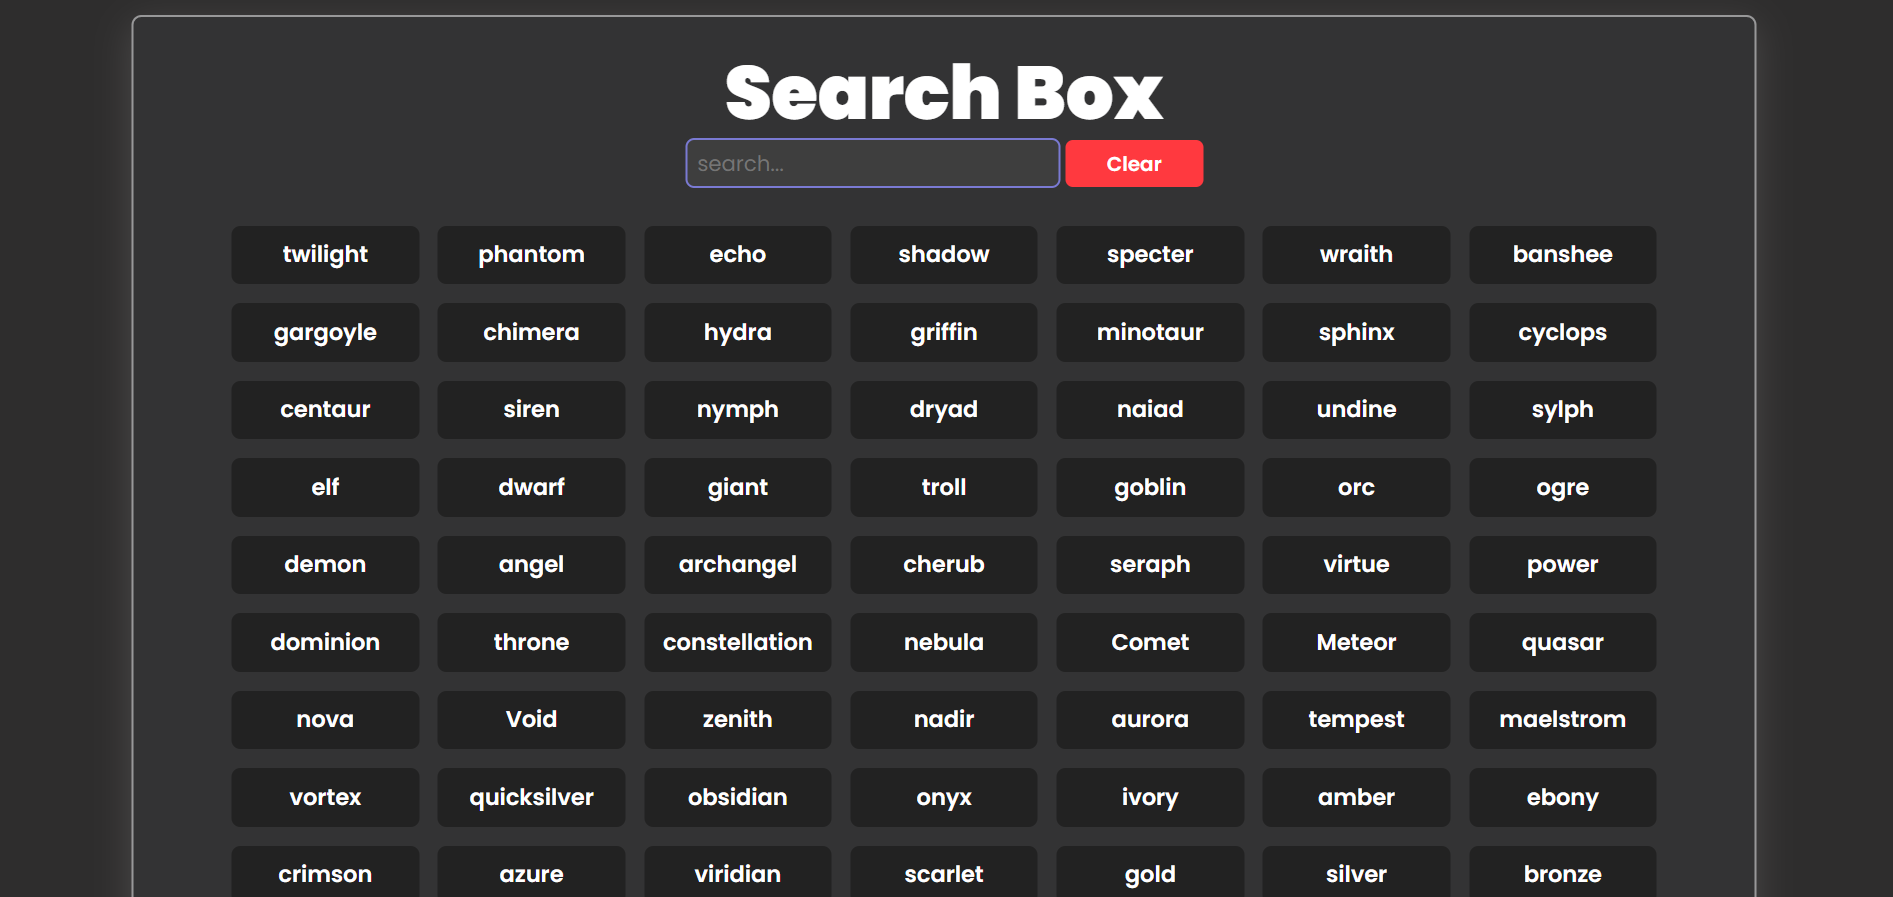 Search Box
search... Clear
twilight phantom echo shadow specter wraith banshee
gargoyle chimera hydra griffin minotaur sphinx cyclops
centaur siren nymph dryad naiad undine sylph
elf dwarf giant troll goblin orc ogre
demon angel archangel cherub seraph virtue power
dominion throne constellation nebula Comet Meteor quasar
nova Void zenith nadir aurora tempest maelstrom
vortex quicksilver obsidian onyx ivory amber ebony
crimson azure viridian scarlet gold silver bronze